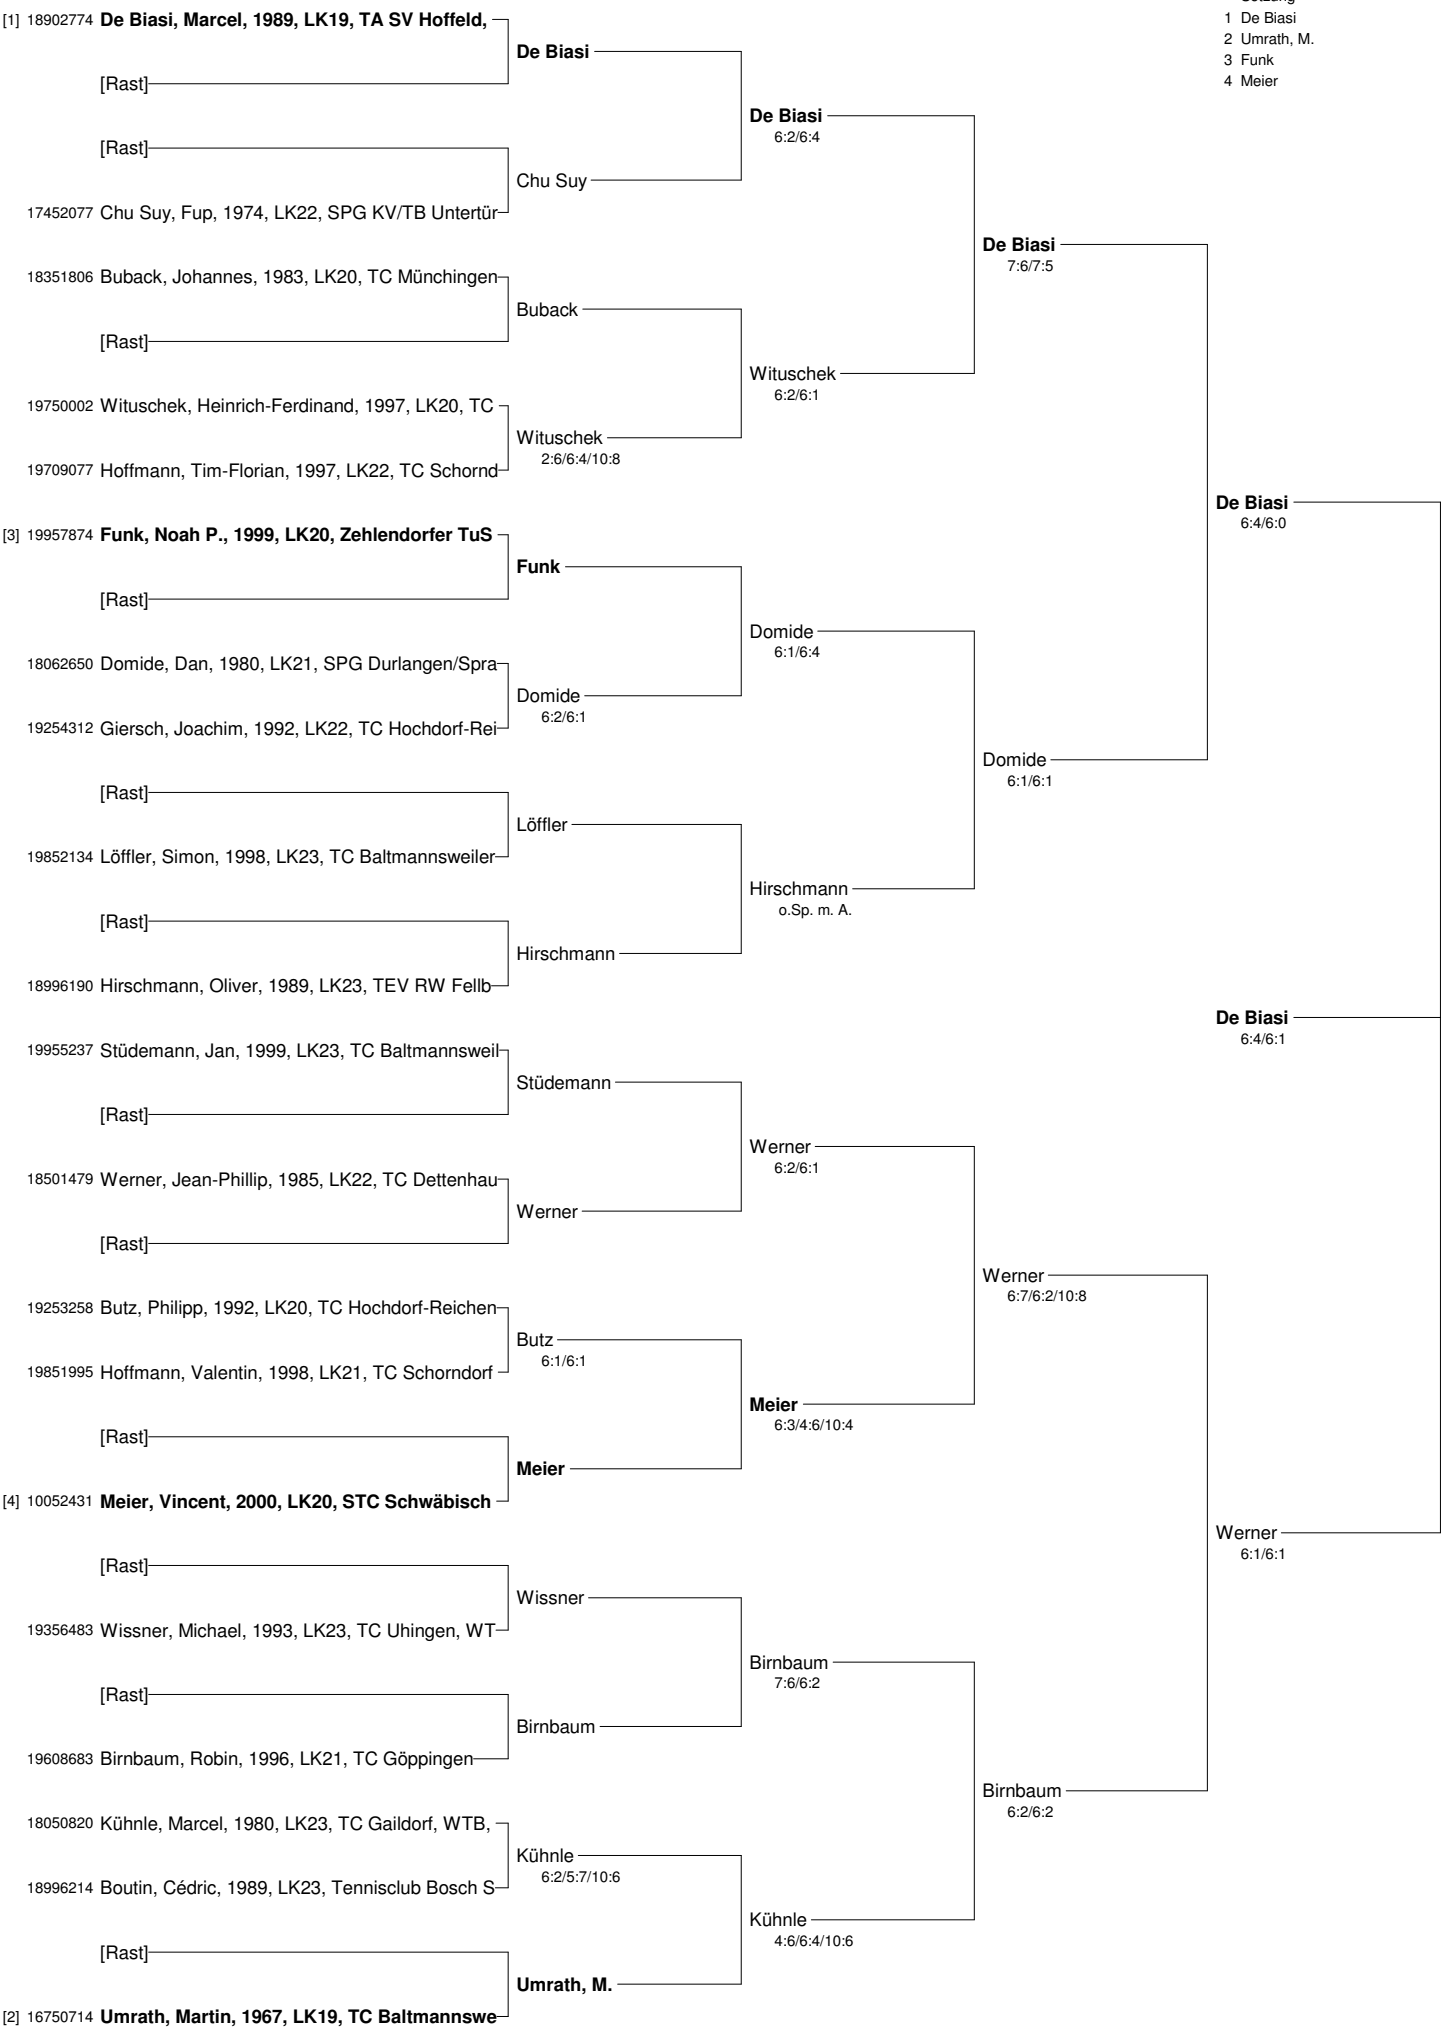 Setzung
1 De Biasi
2 Umrath, M.
3 Funk
4 Meier
[1] 18902774 De Biasi, Marcel, 1989, LK19, TA SV Hoffeld,
De Biasi
[Rast]
De Biasi
6:2/6:4
[Rast]
Chu Suy
17452077 Chu Suy, Fup, 1974, LK22, SPG KV/TB Untertür
De Biasi
7:6/7:5
18351806 Buback, Johannes, 1983, LK20, TC Münchingen
Buback
[Rast]
Wituschek
6:2/6:1
19750002 Wituschek, Heinrich-Ferdinand, 1997, LK20, TC
Wituschek
2:6/6:4/10:8
19709077 Hoffmann, Tim-Florian, 1997, LK22, TC Schornd
De Biasi
6:4/6:0
[3] 19957874 Funk, Noah P., 1999, LK20, Zehlendorfer TuS
Funk
[Rast]
Domide
6:1/6:4
18062650 Domide, Dan, 1980, LK21, SPG Durlangen/Spra
Domide
6:2/6:1
19254312 Giersch, Joachim, 1992, LK22, TC Hochdorf-Rei
Domide
6:1/6:1
[Rast]
Löffler
19852134 Löffler, Simon, 1998, LK23, TC Baltmannsweiler
Hirschmann
o.Sp. m. A.
[Rast]
Hirschmann
18996190 Hirschmann, Oliver, 1989, LK23, TEV RW Fellb
De Biasi
6:4/6:1
19955237 Stüdemann, Jan, 1999, LK23, TC Baltmannsweil
Stüdemann
[Rast]
Werner
6:2/6:1
18501479 Werner, Jean-Phillip, 1985, LK22, TC Dettenhau
Werner
[Rast]
Werner
6:7/6:2/10:8
19253258 Butz, Philipp, 1992, LK20, TC Hochdorf-Reichen
Butz
6:1/6:1
19851995 Hoffmann, Valentin, 1998, LK21, TC Schorndorf
Meier
6:3/4:6/10:4
[Rast]
Meier
[4] 10052431 Meier, Vincent, 2000, LK20, STC Schwäbisch
Werner
6:1/6:1
[Rast]
Wissner
19356483 Wissner, Michael, 1993, LK23, TC Uhingen, WT
Birnbaum
7:6/6:2
[Rast]
Birnbaum
19608683 Birnbaum, Robin, 1996, LK21, TC Göppingen
Birnbaum
6:2/6:2
18050820 Kühnle, Marcel, 1980, LK23, TC Gaildorf, WTB,
Kühnle
6:2/5:7/10:6
18996214 Boutin, Cédric, 1989, LK23, Tennisclub Bosch S
Kühnle
4:6/6:4/10:6
[Rast]
Umrath, M.
[2] 16750714 Umrath, Martin, 1967, LK19, TC Baltmannswe